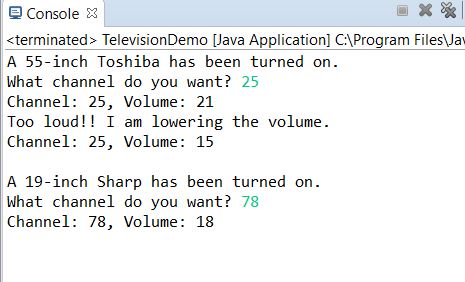 Console
<terminated> TelevisionDemo [Java Application] C:\Program Files\Jav
A 55-inch Toshiba has been turned on.
What channel do you want? 25
Channel: 25, Volume: 21
Too loud!! I am lowering the volume.
Channel: 25, Volume: 15
A 19-inch Sharp has been turned on.
What channel do you want? 78
Channel: 78, Volume: 18